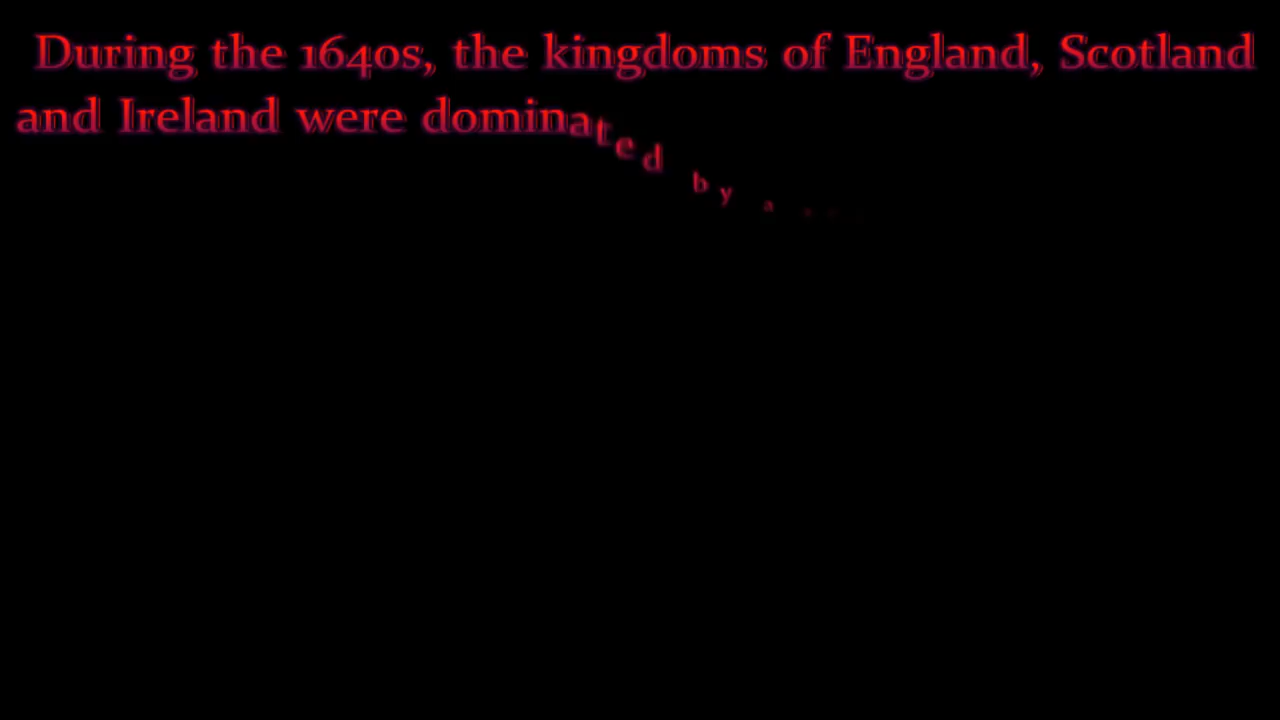 During the 1640s, the kingdoms of England, Scotland
and Ireland were dominated by a